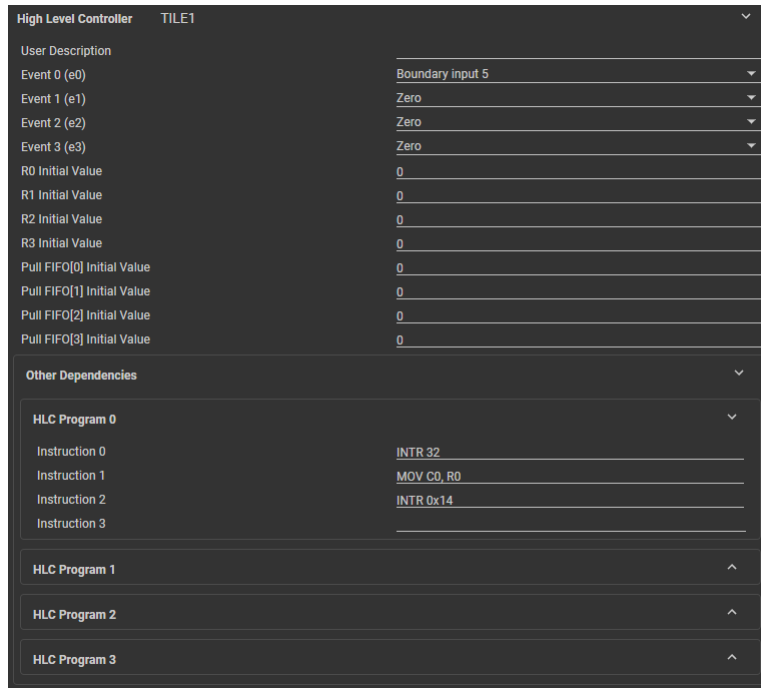 High Level Controller TILE1
User Description
Event 0 (e0) Boundary input 5
Event 1 (e1) Zero
Event 2 (e2) Zero
Event 3 (e3) Zero
R0 Initial Value 0
R1 Initial Value 0
R2 Initial Value 0
R3 Initial Value 0
Pull FIFO[0] Initial Value 0
Pull FIFO[1] Initial Value 0
Pull FIFO[2] Initial Value 0
Pull FIFO[3] Initial Value 0
Other Dependencies
HLC Program 0
Instruction 0 INTR 32
Instruction 1 MOV C0, R0
Instruction 2 INTR 0x14
Instruction 3
HLC Program 1
HLC Program 2
HLC Program 3